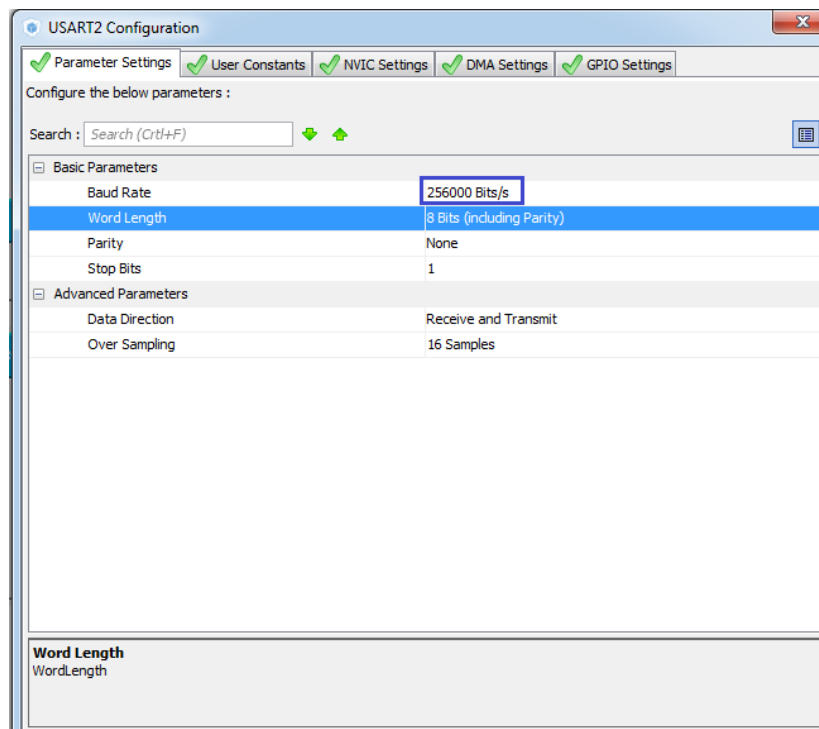 USART2 Configuration
Parameter Settings User Constants NVIC Settings DMA Settings GPIO Settings
Configure the below parameters :
Search : Search (Crtl+F)
Basic Parameters
Baud Rate 256000 Bits/s
Word Length 8 Bits (including Parity)
Parity None
Stop Bits 1
Advanced Parameters
Data Direction Receive and Transmit
Over Sampling 16 Samples
Word Length
WordLength